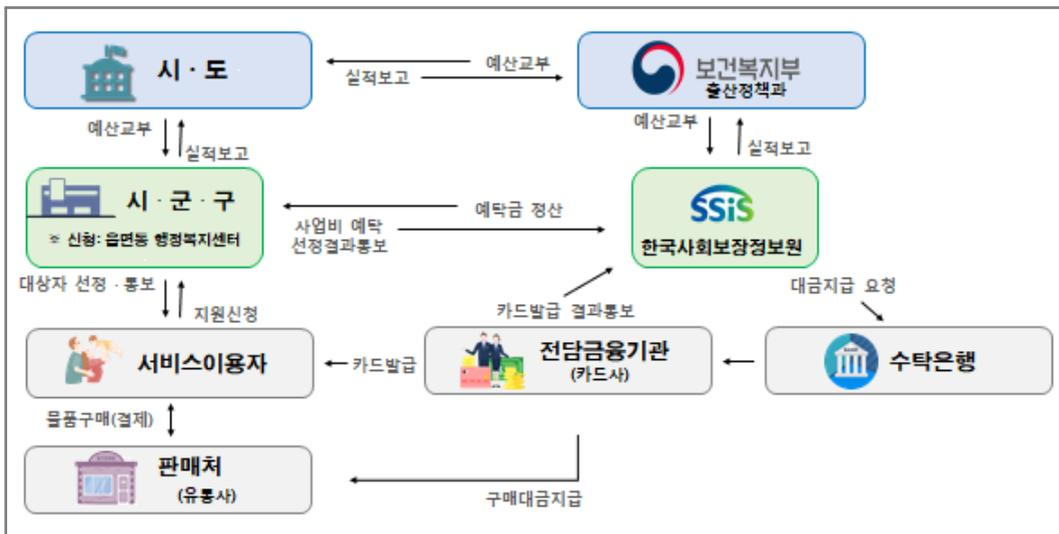 시 · 도
보건복지부
출산정책과
예산교부
실적보고
예산교부
실적보고
예산교부
실적보고
시 · 군 · 구
※ 신청: 읍면동 행정복지센터
예탁금 정산
사업비 예탁
선정결과통보
SSiS
한국사회보장정보원
대상자 선정 · 통보
지원신청
카드발급 결과통보
대금지급 요청
서비스이용자
카드발급
전담금융기관
(카드사)
수탁은행
물품구매(결제)
판매처
(유통사)
구매대금지급